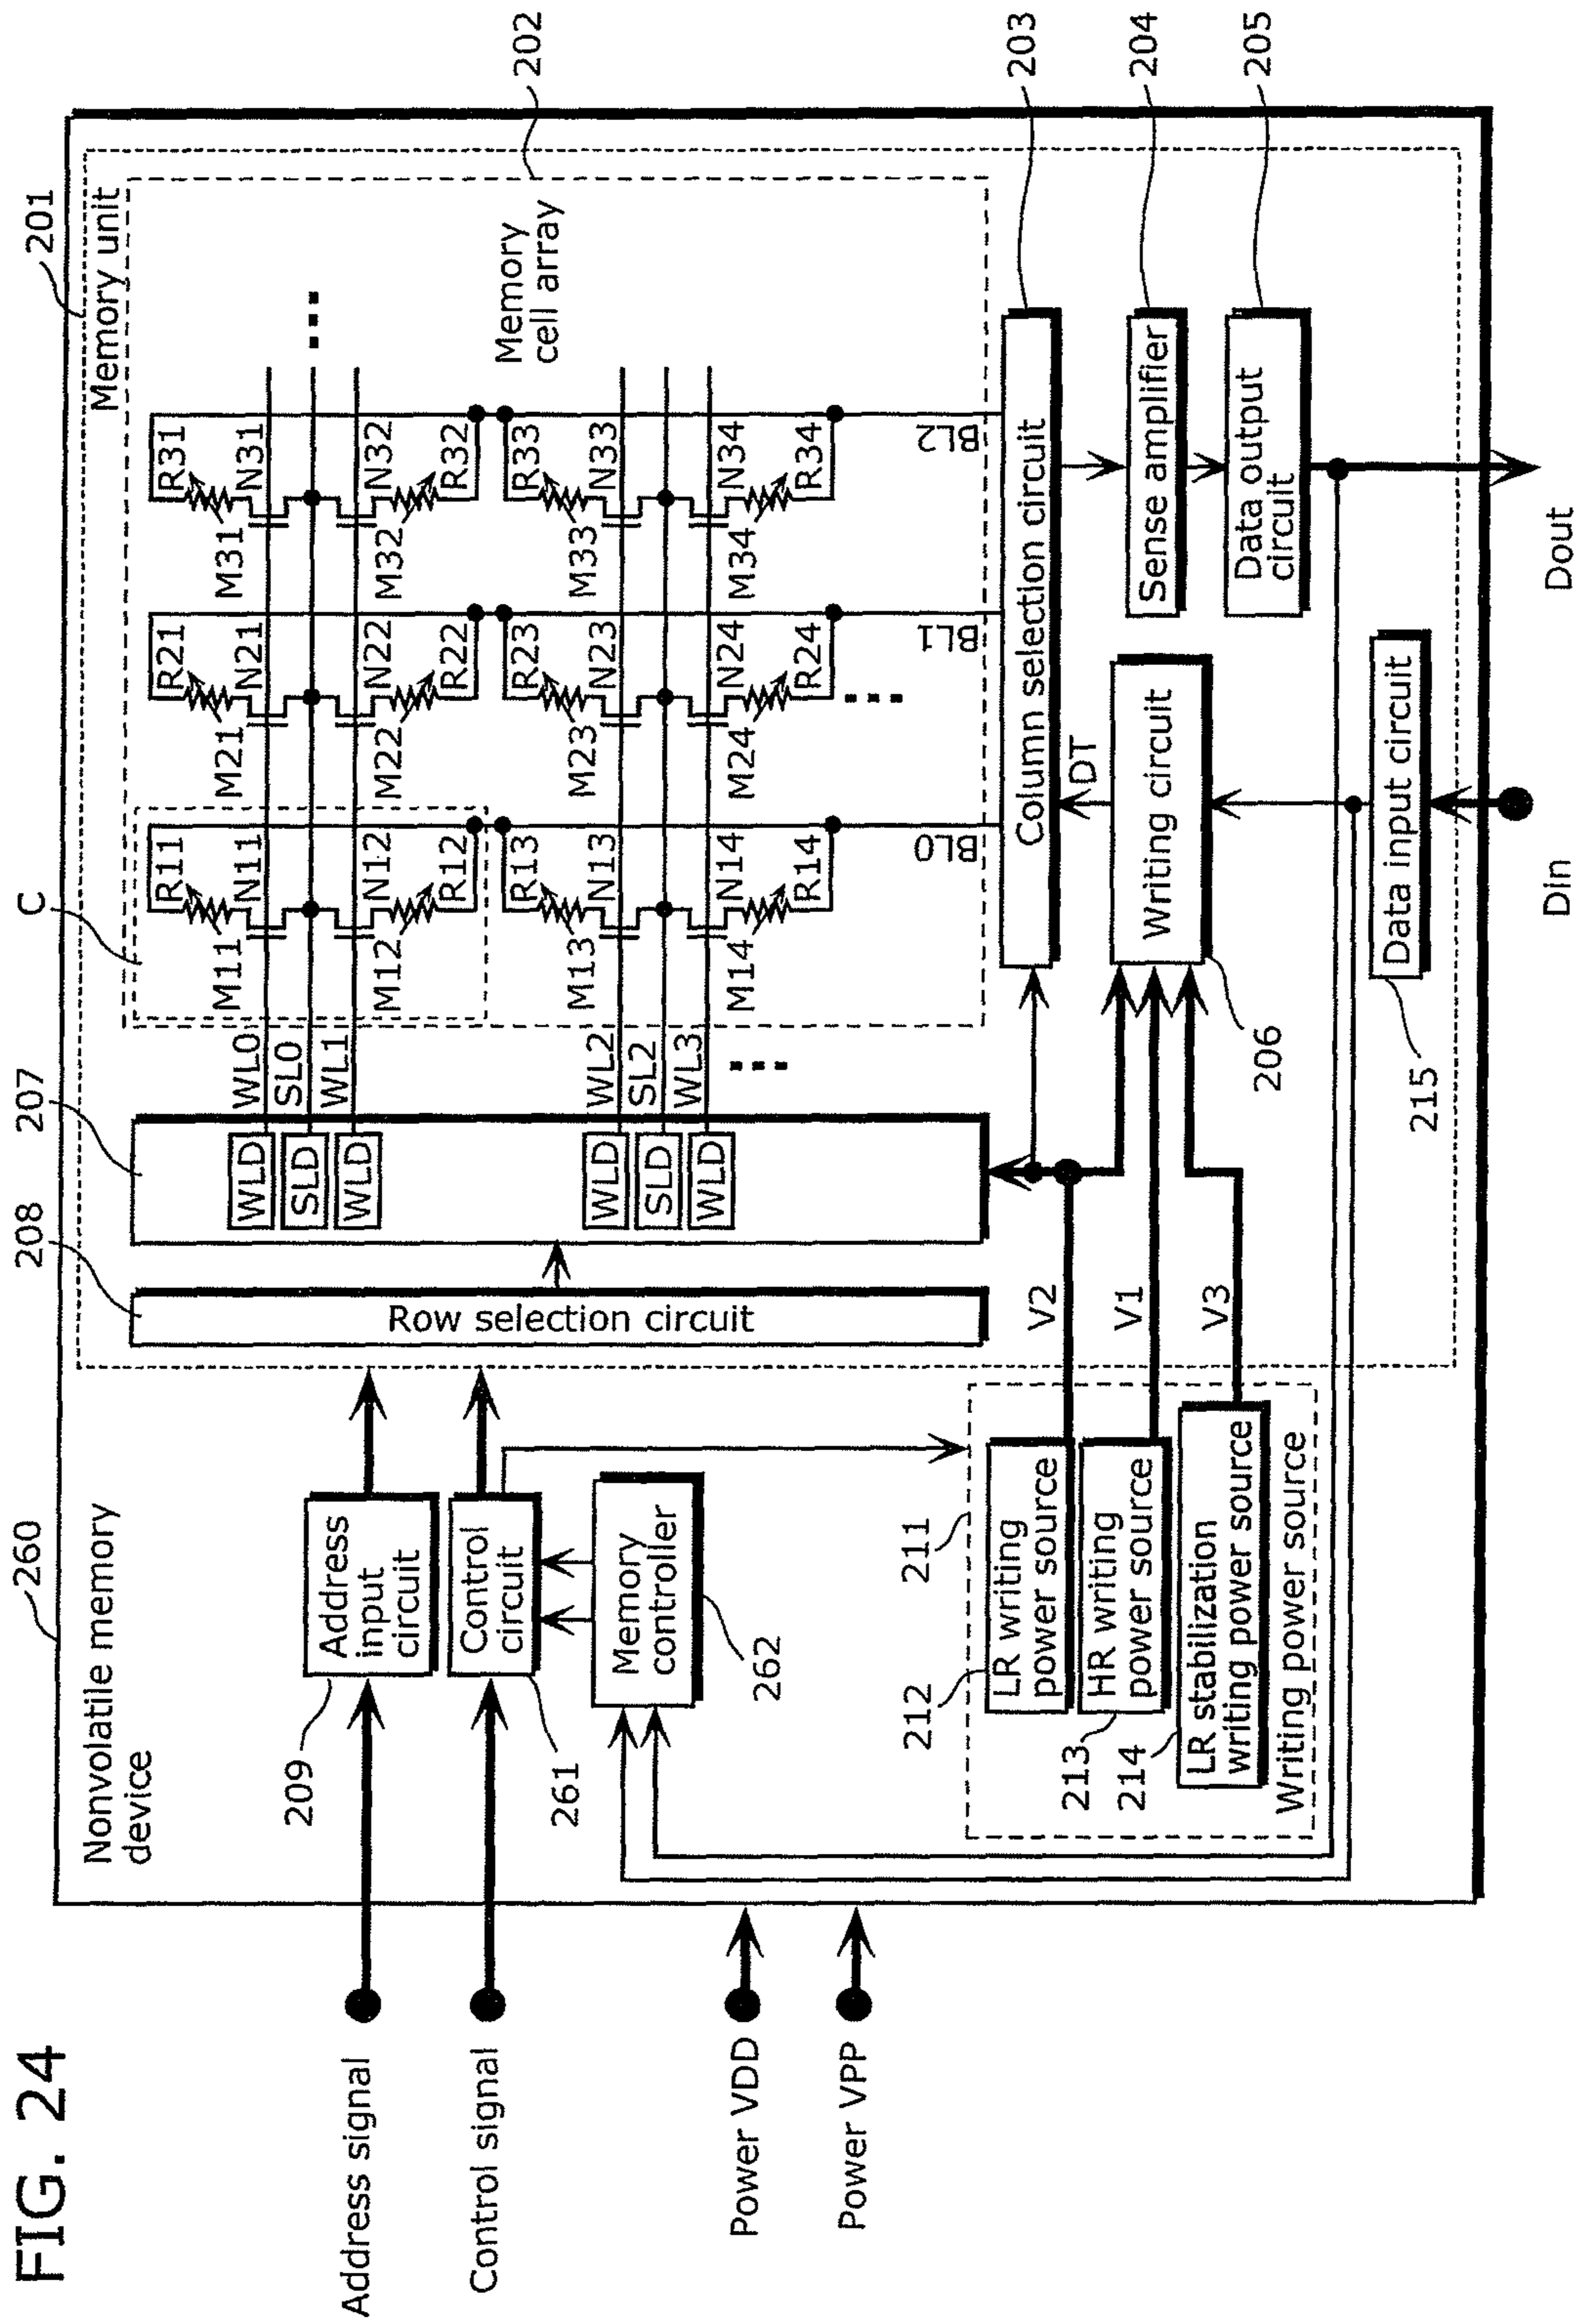 FIG. 24
260
Nonvolatile memory
device
201
Memory unit
202
Memory
cell array
C
207
208
Row selection circuit
WLD
SLD
WLD
WLD
SLD
WLD
WL0
SL0
WL1
WL2
SL2
WL3
M11
R11
N11
M12
N12
R12
M13
R13
N13
M14
N14
R14
M21
R21
N21
M22
N22
R22
M23
R23
N23
M24
N24
R24
M31
R31
N31
M32
N32
R32
M33
R33
N33
M34
N34
R34
BL0
BL1
BL2
Column selection circuit
203
Sense amplifier
204
Data output
circuit
205
DT
Writing circuit
206
Data input circuit
215
Din
Dout
Address signal
Control signal
Power VDD
Power VPP
Address
input
circuit
209
Control
circuit
261
Memory
controller
262
211
LR writing
power source
212
HR writing
power source
213
LR stabilization
writing power source
214
Writing power source
V2
V1
V3